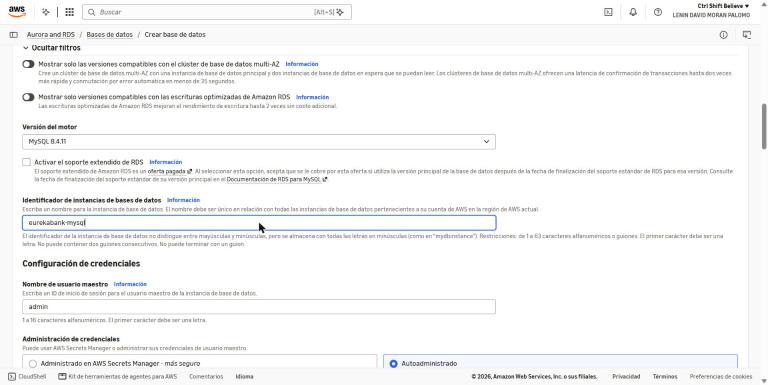 aws
Buscar
[Alt+S]
Ctrl Shift Believe
LENIN DAVID MORAN PALOMO
Aurora and RDS
Bases de datos
Crear base de datos
Ocultar filtros
Mostrar solo las versiones compatibles con el clúster de base de datos multi-AZ Información
Cree un clúster de base de datos multi-AZ con una instancia de base de datos principal y dos instancias de base de datos en espera que se puedan leer. Los clústeres de base de datos multi-AZ ofrecen una latencia de confirmación de transacciones hasta dos veces
más rápida y conmutación por error automática en menos de 35 segundos.
Mostrar solo versiones compatibles con las escrituras optimizadas de Amazon RDS Información
Las escrituras optimizadas de Amazon RDS mejoran el rendimiento de escritura hasta 2 veces sin coste adicional.
Versión del motor
MySQL 8.4.11
Activar el soporte extendido de RDS Información
El soporte extendido de Amazon RDS es un oferta pagada. Al seleccionar esta opción, acepta que se le cobre por esta oferta si utiliza la versión principal de la base de datos después de la fecha de finalización del soporte estándar de RDS para esa versión. Consulte
la fecha de finalización del soporte estándar de su versión principal en el Documentación de RDS para MySQL.
Identificador de instancias de bases de datos Información
Escriba un nombre para la instancia de base de datos. El nombre debe ser único en relación con todas las instancias de base de datos pertenecientes a su cuenta de AWS en la región de AWS actual.
eurekabank-mysql
El identificador de la instancia de base de datos no distingue entre mayúsculas y minúsculas, pero se almacena con todas las letras en minúsculas (como en "mydbinstance"). Restricciones: de 1 a 63 caracteres alfanuméricos o guiones. El primer carácter debe ser una
letra. No puede contener dos guiones consecutivos. No puede terminar con un guion.
Configuración de credenciales
Nombre de usuario maestro Información
Escriba un ID de inicio de sesión para el usuario maestro de la instancia de base de datos.
admin
1 a 16 caracteres alfanuméricos. El primer carácter debe ser una letra.
Administración de credenciales
Puede usar AWS Secrets Manager o administrar sus credenciales de usuario maestro.
Administrado en AWS Secrets Manager - más seguro
Autoadministrado
CloudShell
Kit de herramientas de agentes para AWS
Comentarios
Idioma
© 2026, Amazon Web Services, Inc. o sus filiales.
Privacidad
Términos
Preferencias de cookies